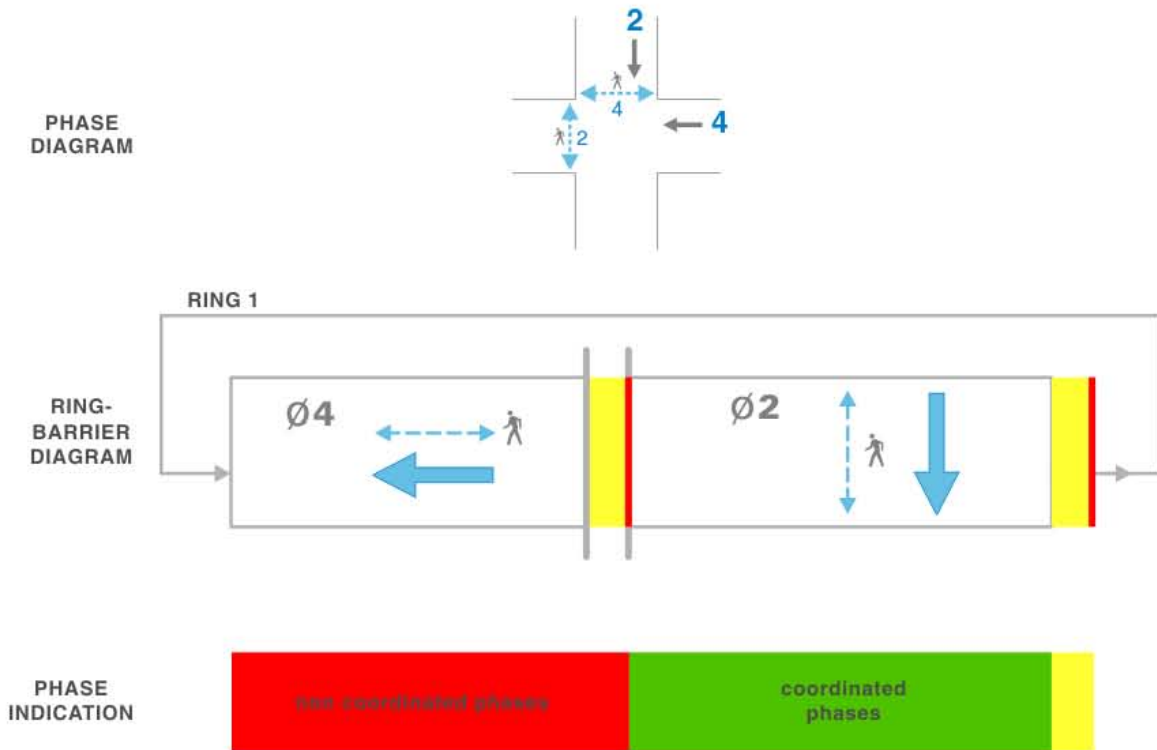 2
4
PHASE
DIAGRAM
4
2
RING 1
RING-
BARRIER
DIAGRAM
Ø4
Ø2
PHASE
INDICATION
non coordinated phases
coordinated
phases